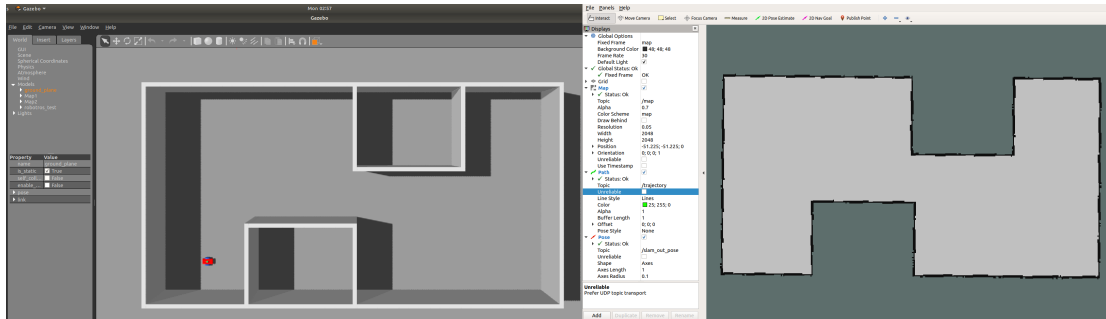 Gazebo
Mon 02:57
Gazebo
File Edit Camera View Window Help
World Insert Layers
GUI
Scene
Spherical Coordinates
Physics
Atmosphere
Wind
Models
ground_plane
Map1
Map2
Lights
Property Value
name ground_plane
is_static True
self_coll... False
enable_... False
pose
link
File Panels Help
Interact Move Camera Select Focus Camera Measure 2D Pose Estimate 2D Nav Goal Publish Point
Displays
Global Options
Fixed Frame map
Background Color 48; 48; 48
Frame Rate 30
Default Light
Global Status: Ok
Fixed Frame OK
Grid
Map
Status: Ok
Topic /map
Alpha 0.7
Color Scheme map
Draw Behind
Resolution 0.05
Width 2048
Height 2048
Position -51.225; -51.225; 0
Orientation 0; 0; 0; 1
Unreliable
Use Timestamp
Path
Status: Ok
Topic /trajectory
Unreliable
Line Style Lines
Color 25; 255; 0
Alpha 1
Buffer Length 1
Offset 0; 0; 0
Pose Style None
Pose
Status: Ok
Topic /slam_out_pose
Unreliable
Shape Axes
Axes Length 1
Axes Radius 0.1
Unreliable
Prefer UDP topic transport
Add Duplicate Remove Rename